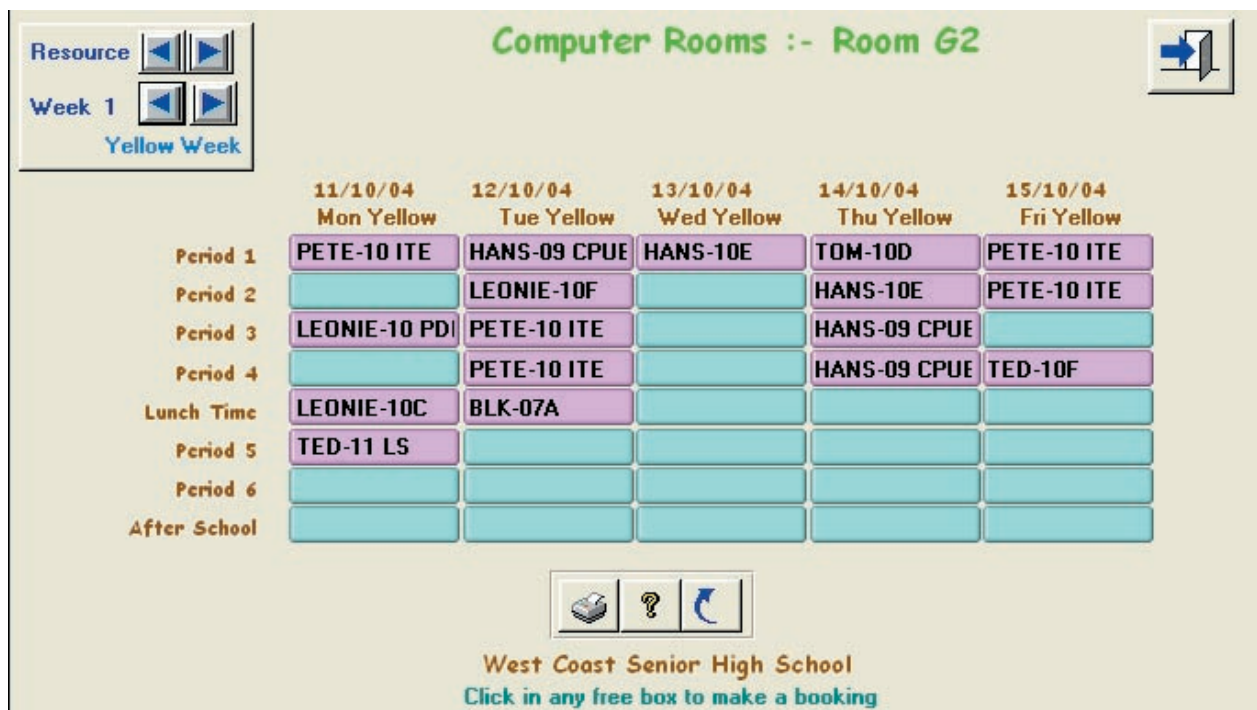 Computer Rooms :- Room G2
Resource
Week 1
Yellow Week
11/10/04 12/10/04 13/10/04 14/10/04 15/10/04
Mon Yellow Tue Yellow Wed Yellow Thu Yellow Fri Yellow
Period 1 PETE-10 ITE HANS-09 CPUE HANS-10E TOM-10D PETE-10 ITE
Period 2 LEONIE-10F HANS-10E PETE-10 ITE
Period 3 LEONIE-10 PDI PETE-10 ITE HANS-09 CPUE
Period 4 PETE-10 ITE HANS-09 CPUE TED-10F
Lunch Time LEONIE-10C BLK-07A
Period 5 TED-11 LS
Period 6
After School
?
West Coast Senior High School
Click in any free box to make a booking